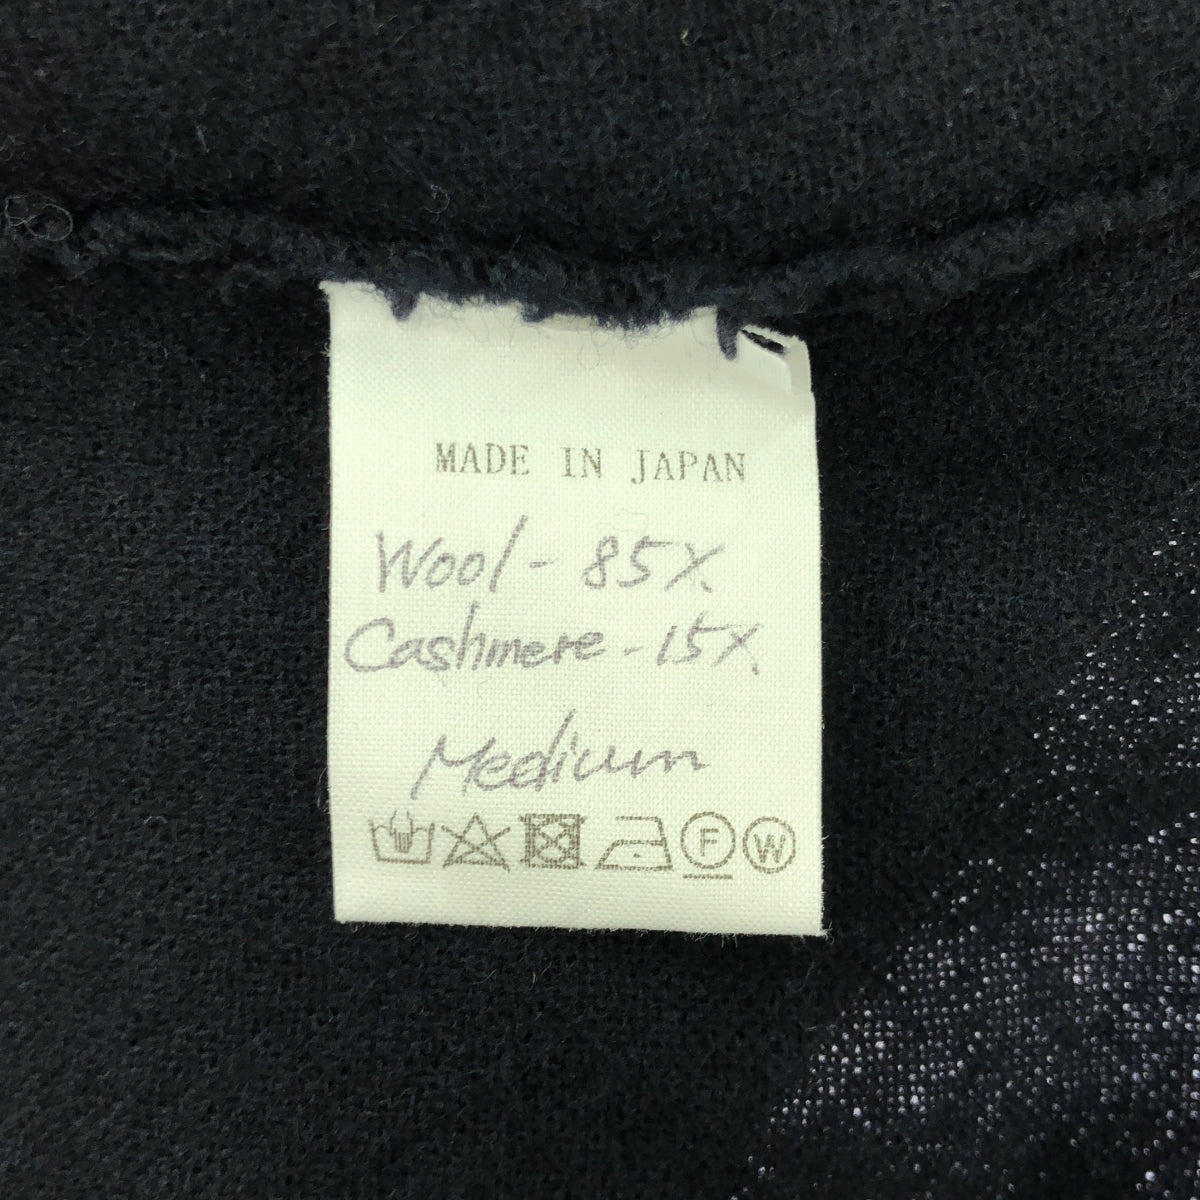 MADE IN JAPAN
Wool - 85%
Cashmere - 15%
Medium
F W